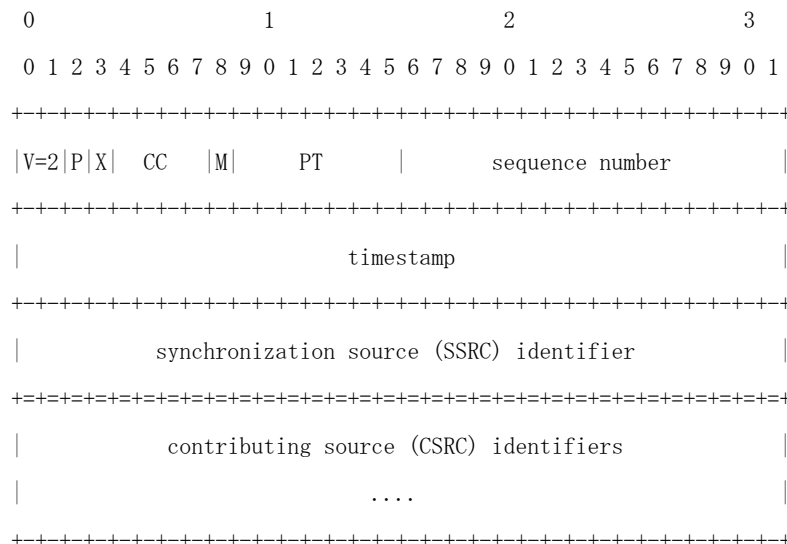 0                   1                   2                   3
0 1 2 3 4 5 6 7 8 9 0 1 2 3 4 5 6 7 8 9 0 1 2 3 4 5 6 7 8 9 0 1
+-+-+-+-+-+-+-+-+-+-+-+-+-+-+-+-+-+-+-+-+-+-+-+-+-+-+-+-+-+-+-+-+
|V=2|P|X|  CC   |M|     PT      |       sequence number         |
+-+-+-+-+-+-+-+-+-+-+-+-+-+-+-+-+-+-+-+-+-+-+-+-+-+-+-+-+-+-+-+-+
|                           timestamp                           |
+-+-+-+-+-+-+-+-+-+-+-+-+-+-+-+-+-+-+-+-+-+-+-+-+-+-+-+-+-+-+-+-+
|           synchronization source (SSRC) identifier            |
+=+=+=+=+=+=+=+=+=+=+=+=+=+=+=+=+=+=+=+=+=+=+=+=+=+=+=+=+=+=+=+=+
|            contributing source (CSRC) identifiers             |
|                             ....                              |
+-+-+-+-+-+-+-+-+-+-+-+-+-+-+-+-+-+-+-+-+-+-+-+-+-+-+-+-+-+-+-+-+